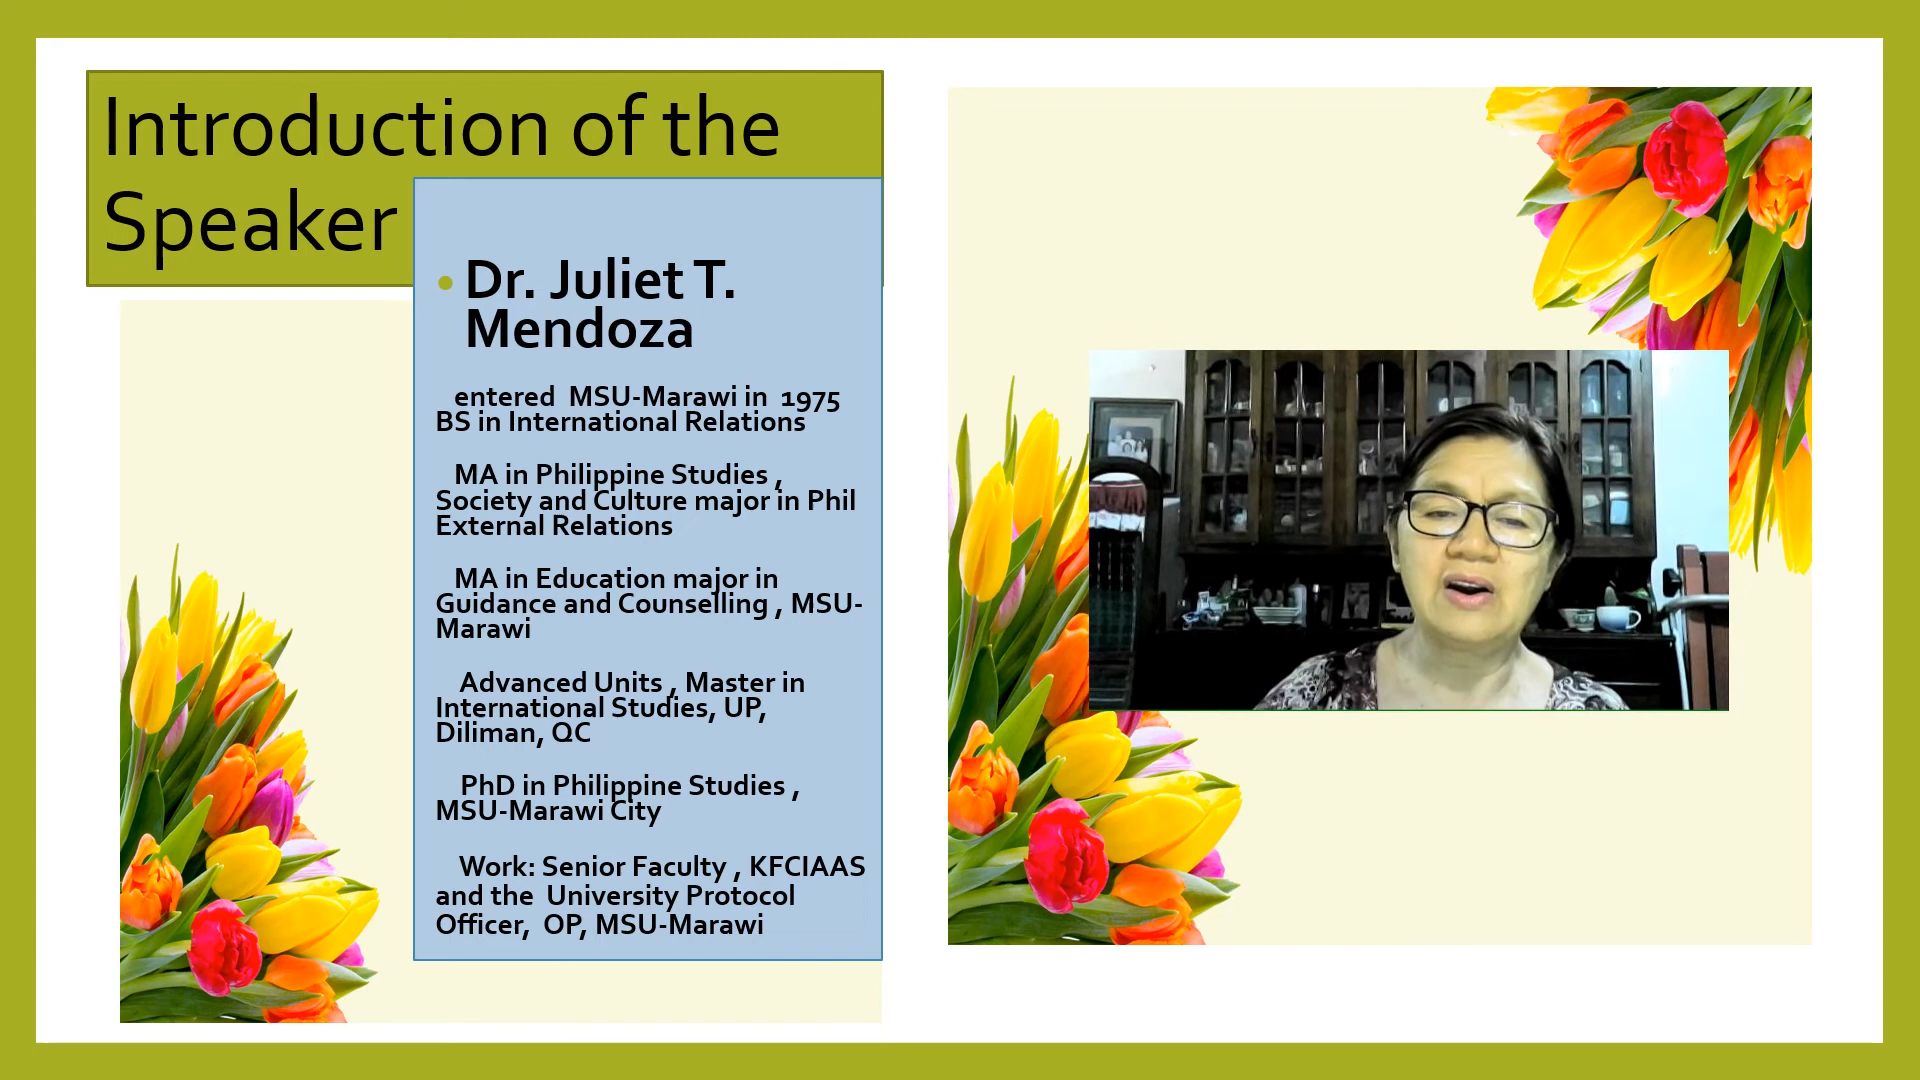 Introduction of the
Speaker
• Dr. Juliet T.
Mendoza
entered MSU-Marawi in 1975
BS in International Relations
MA in Philippine Studies ,
Society and Culture major in Phil
External Relations
MA in Education major in
Guidance and Counselling , MSU-
Marawi
Advanced Units , Master in
International Studies, UP,
Diliman, QC
PhD in Philippine Studies ,
MSU-Marawi City
Work: Senior Faculty , KFCIAAS
and the University Protocol
Officer, OP, MSU-Marawi